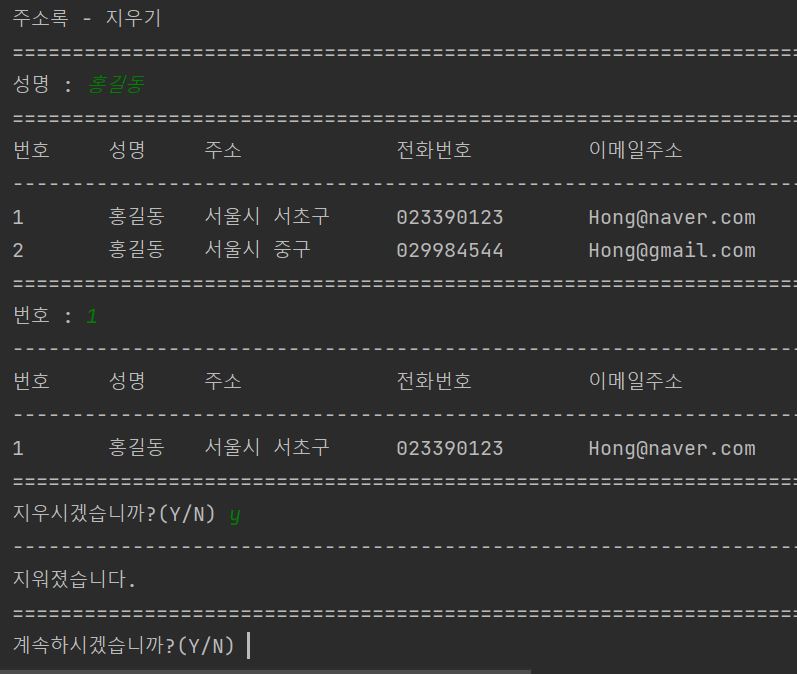 주소록 - 지우기
=================================================================
성명 : 홍길동
=================================================================
번호 성명 주소 전화번호 이메일주소
-----------------------------------------------------------------
1 홍길동 서울시 서초구 023390123 Hong@naver.com
2 홍길동 서울시 중구 029984544 Hong@gmail.com
=================================================================
번호 : 1
-----------------------------------------------------------------
번호 성명 주소 전화번호 이메일주소
-----------------------------------------------------------------
1 홍길동 서울시 서초구 023390123 Hong@naver.com
=================================================================
지우시겠습니까?(Y/N) y
-----------------------------------------------------------------
지워졌습니다.
=================================================================
계속하시겠습니까?(Y/N)